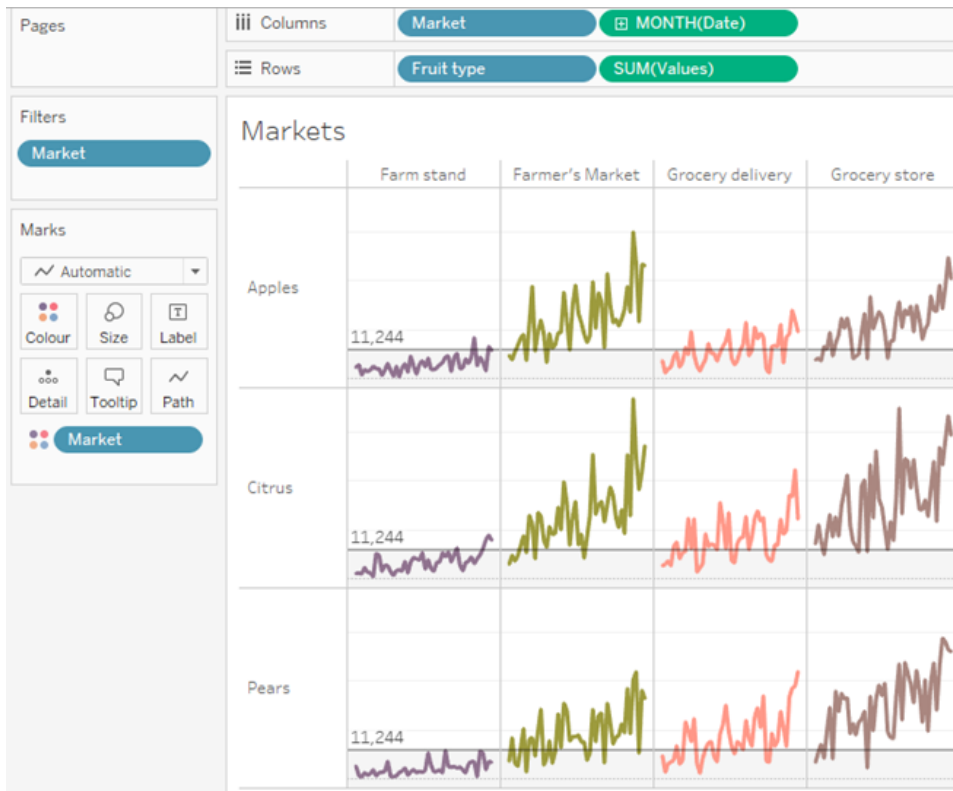 Pages
Columns
Market
MONTH(Date)
Rows
Fruit type
SUM(Values)
Filters
Market
Marks
Automatic
Colour
Size
Label
Detail
Tooltip
Path
Market
Markets
Farm stand
Farmer's Market
Grocery delivery
Grocery store
Apples
11,244
Citrus
11,244
Pears
11,244